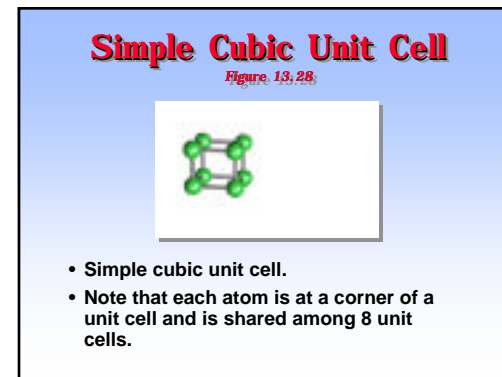 Simple Cubic Unit Cell
Figure 13.28
• Simple cubic unit cell.
• Note that each atom is at a corner of a
unit cell and is shared among 8 unit
cells.